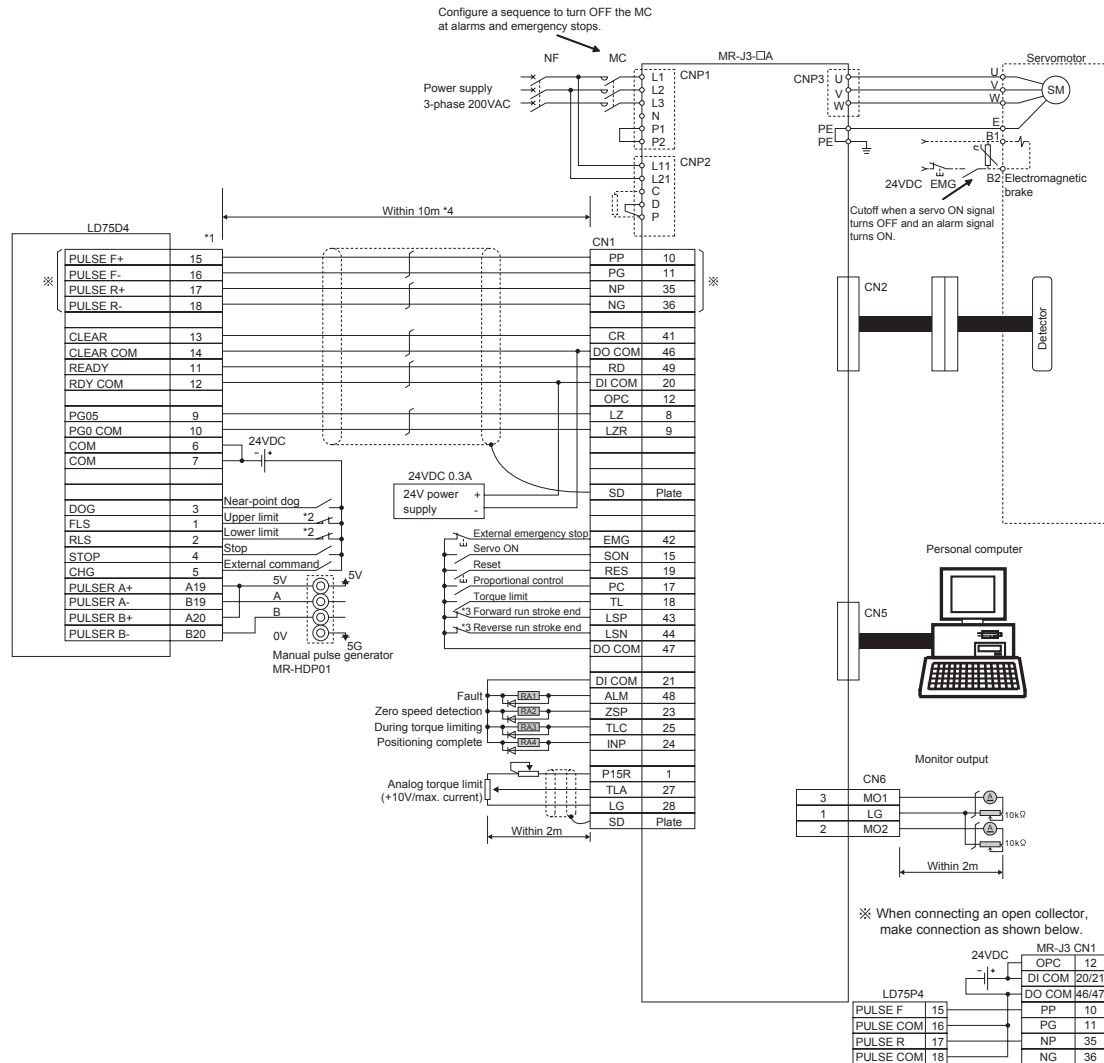 Configure a sequence to turn OFF the MC
at alarms and emergency stops.
NF MC MR-J3-□A Servomotor
Power supply
3-phase 200VAC
L1 CNP1
L2
L3
N
P1
P2
CNP3 U
V
W
U
V
W
SM
E
PE
PE
B1
B2 Electromagnetic
brake
24VDC EMG
Cutoff when a servo ON signal
turns OFF and an alarm signal
turns ON.
L11 CNP2
L21
C
D
P
Within 10m *4
LD75D4
*1
CN1
※ PULSE F+ 15 PP 10 ※
PULSE F- 16 PG 11
PULSE R+ 17 NP 35
PULSE R- 18 NG 36
CLEAR 13 CR 41
CLEAR COM 14 DO COM 46
READY 11 RD 49
RDY COM 12 DI COM 20
OPC 12
PG05 9 LZ 8
PG0 COM 10 LZR 9
COM 6
COM 7
24VDC
- +
24VDC 0.3A
24V power +
supply -
SD Plate
DOG 3 Near-point dog
FLS 1 Upper limit *2
RLS 2 Lower limit *2
STOP 4 Stop
CHG 5 External command
PULSER A+ A19 5V 5V
PULSER A- B19 A
PULSER B+ A20 B
PULSER B- B20 0V 5G
Manual pulse generator
MR-HDP01
External emergency stop EMG 42
Servo ON SON 15
Reset RES 19
Proportional control PC 17
Torque limit TL 18
*3 Forward run stroke end LSP 43
*3 Reverse run stroke end LSN 44
DO COM 47
DI COM 21
Fault RA1 ALM 48
Zero speed detection RA2 ZSP 23
During torque limiting RA3 TLC 25
Positioning complete RA4 INP 24
P15R 1
Analog torque limit
(+10V/max. current)
TLA 27
LG 28
SD Plate
Within 2m
CN2
Detector
Personal computer
CN5
Monitor output
CN6
3 MO1 A
1 LG 10kΩ
2 MO2 A
10kΩ
Within 2m
※ When connecting an open collector,
make connection as shown below.
24VDC
- +
MR-J3 CN1
OPC 12
DI COM 20/21
LD75P4 DO COM 46/47
PULSE F 15 PP 10
PULSE COM 16 PG 11
PULSE R 17 NP 35
PULSE COM 18 NG 36